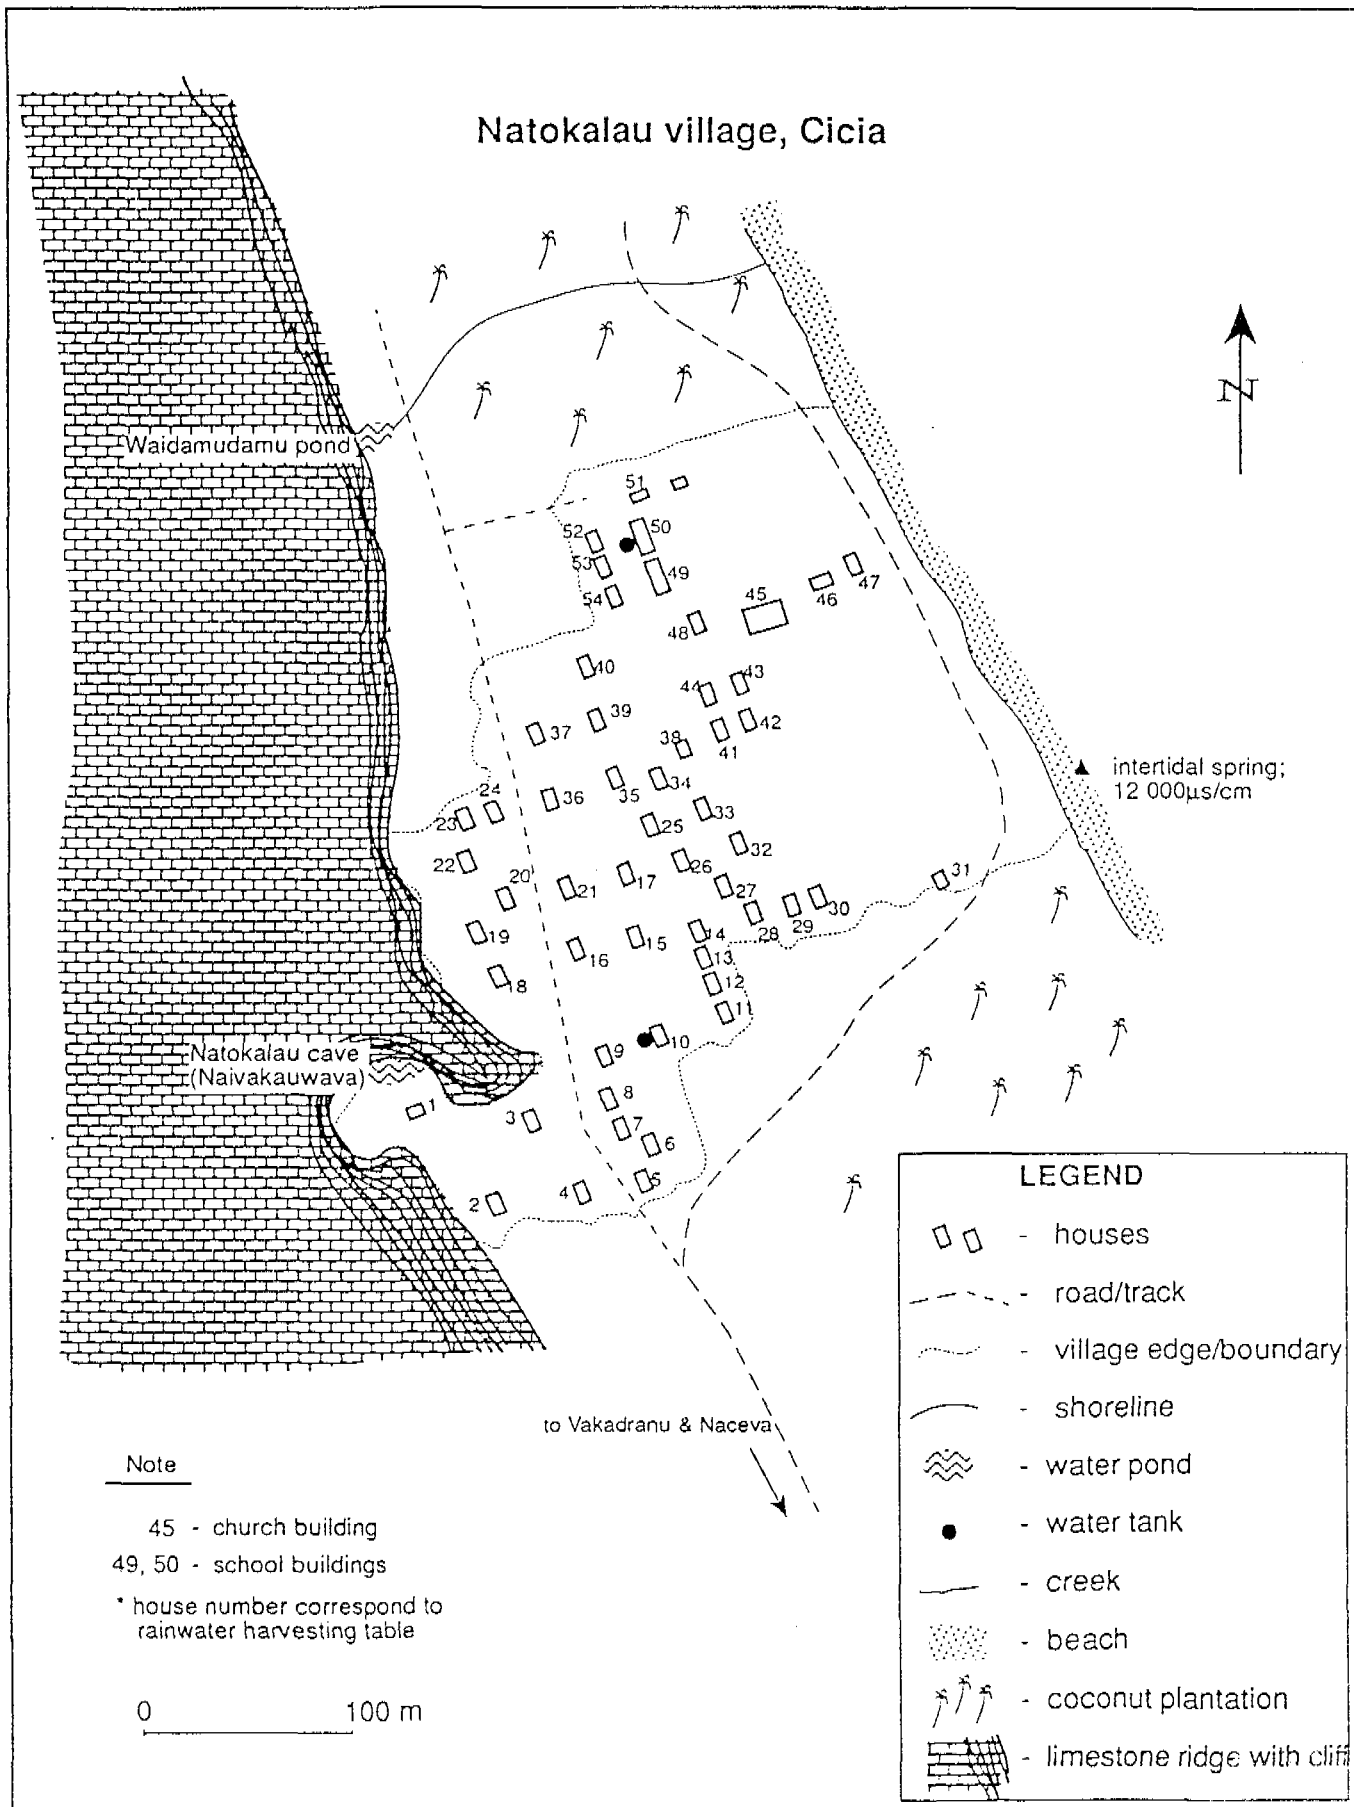 Natokalau village, Cicia
N
Waidamudamu pond
51
50
52
53
49
54
45
46
47
48
40
43
44
37
39
42
38
41
intertidal spring;
12 000µs/cm
34
35
24
36
33
23
25
32
22
26
20
21
17
27
31
30
29
28
19
15
14
16
13
18
12
11
Natokalau cave
(Naivakauwava)
9
10
8
1
3
7
6
5
4
2
to Vakadranu & Naceva
Note
45 - church building
49, 50 - school buildings
* house number correspond to
rainwater harvesting table
0 100 m
LEGEND
- houses
- road/track
- village edge/boundary
- shoreline
- water pond
- water tank
- creek
- beach
- coconut plantation
- limestone ridge with cliff